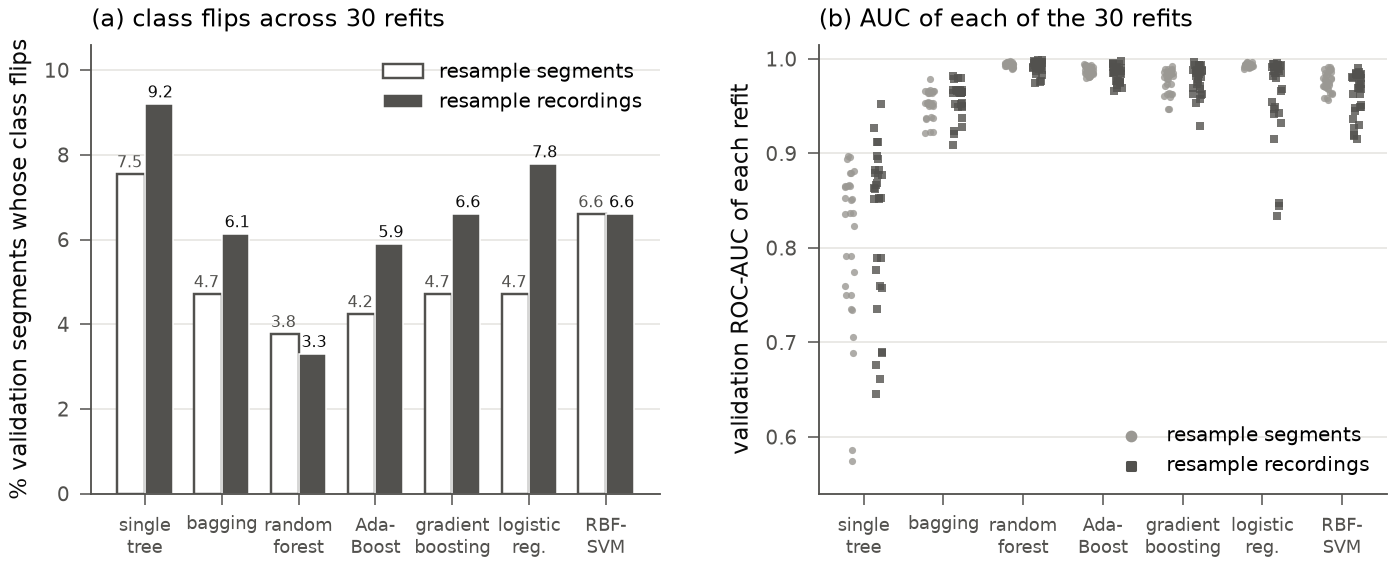 (a) class flips across 30 refits
% validation segments whose class flips
10
8
6
4
2
0
resample segments
resample recordings
7.5
9.2
4.7
6.1
3.8
3.3
4.2
5.9
4.7
6.6
4.7
7.8
6.6
6.6
single
tree
bagging
random
forest
Ada-
Boost
gradient
boosting
logistic
reg.
RBF-
SVM
(b) AUC of each of the 30 refits
validation ROC-AUC of each refit
1.0
0.9
0.8
0.7
0.6
resample segments
resample recordings
single
tree
bagging
random
forest
Ada-
Boost
gradient
boosting
logistic
reg.
RBF-
SVM